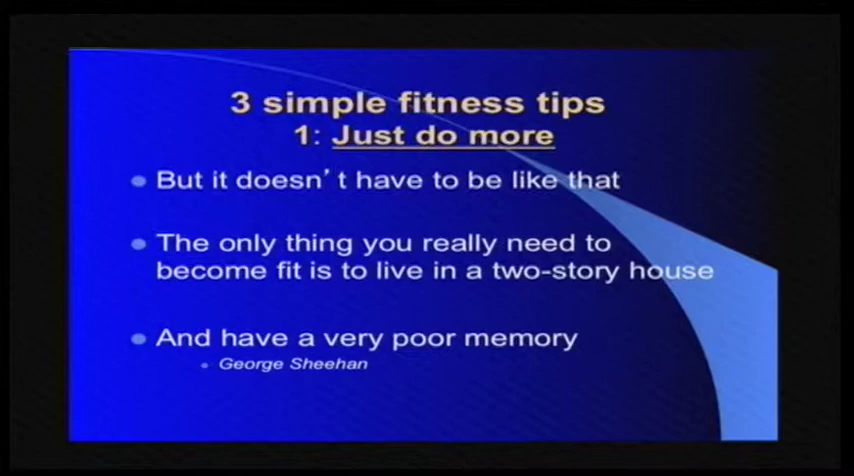 3 simple fitness tips
1: Just do more
But it doesn't have to be like that
The only thing you really need to
become fit is to live in a two-story house
And have a very poor memory
George Sheehan